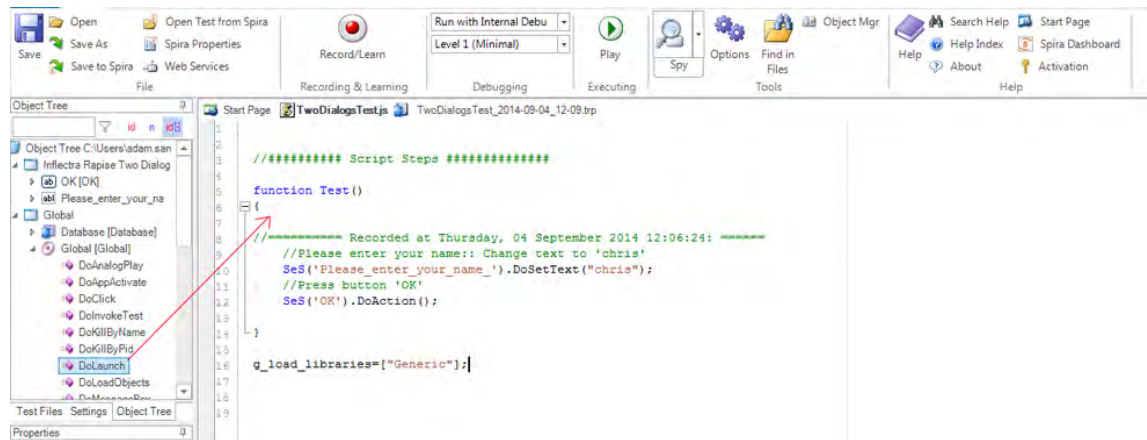 Open
Open Test from Spira
Run with Internal Debu
Object Mgr
Search Help
Start Page
Save As
Spira Properties
Level 1 (Minimal)
Help Index
Spira Dashboard
Save
Record/Learn
Play
Spy
Options
Find in
Files
Help
Save to Spira
Web Services
About
Activation
File
Recording & Learning
Debugging
Executing
Tools
Help
Object Tree
Start Page
TwoDialogsTest.js
TwoDialogsTest_2014-09-04_12-09.trp
id
n
id
Object Tree C:\Users\adam.san
Inflectra Rapise Two Dialog
ab OK [OK]
abl Please_enter_your_na
Global
Database [Database]
Global [Global]
DoAnalogPlay
DoAppActivate
DoClick
DoInvokeTest
DoKillByName
DoKillByPid
DoLaunch
DoLoadObjects
DoMessageBox
Test Files
Settings
Object Tree
Properties
1
2
3 //########## Script Steps ##############
4
5 function Test()
6 {
7
8 //========== Recorded at Thursday, 04 September 2014 12:06:24: ======
9 //Please enter your name:: Change text to 'chris'
10 SeS('Please_enter_your_name_').DoSetText("chris");
11 //Press button 'OK'
12 SeS('OK').DoAction();
13
14 }
15
16 g_load_libraries=["Generic"];
17
18
19